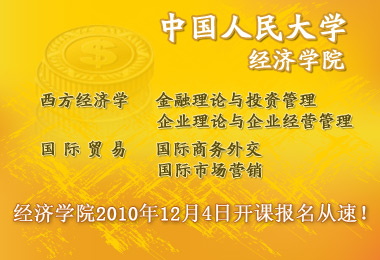 中国人民大学
经济学院
西方经济学 金融理论与投资管理
企业理论与企业经营管理
国际贸易 国际商务外交
国际市场营销
经济学院2010年12月4日开课报名从速！